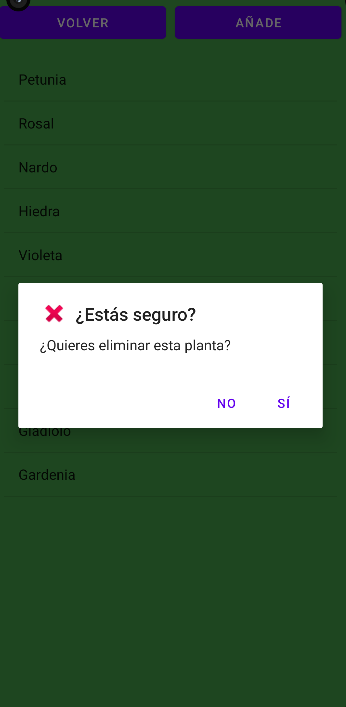 VOLVER
AÑADE
Petunia
Rosal
Nardo
Hiedra
Violeta
¿Estás seguro?
¿Quieres eliminar esta planta?
NO
SÍ
Gladiolo
Gardenia